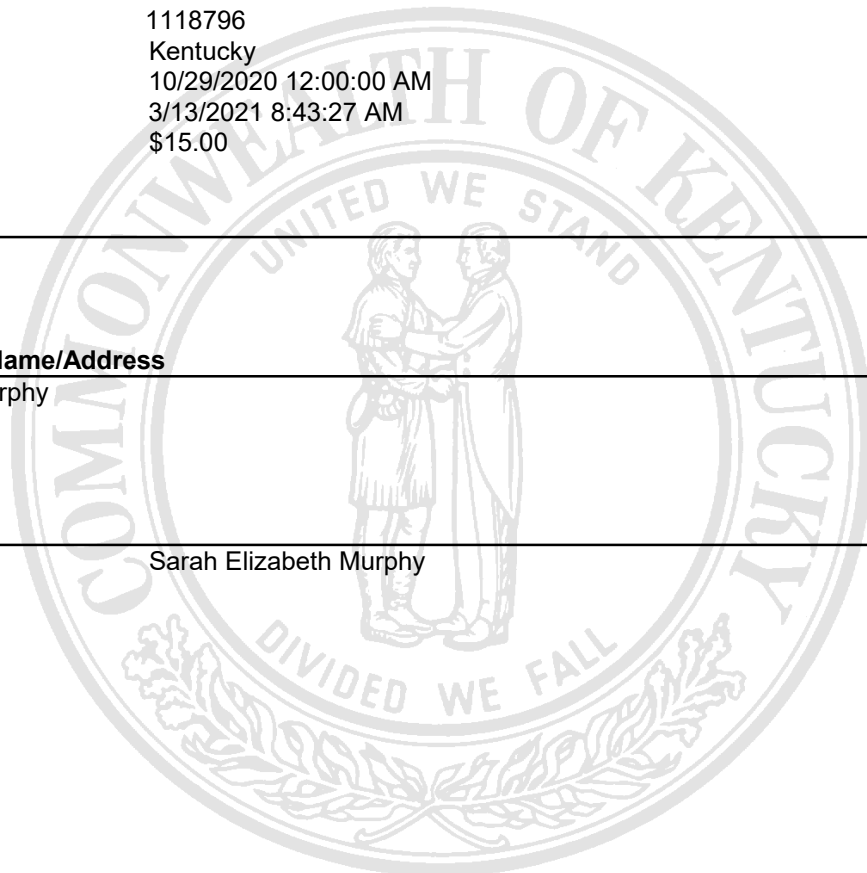 1118796
Kentucky
10/29/2020 12:00:00 AM
3/13/2021 8:43:27 AM
$15.00
COMMONWEALTH OF KENTUCKY
UNITED WE STAND
ame/Address
rphy
Sarah Elizabeth Murphy
DIVIDED WE FALL